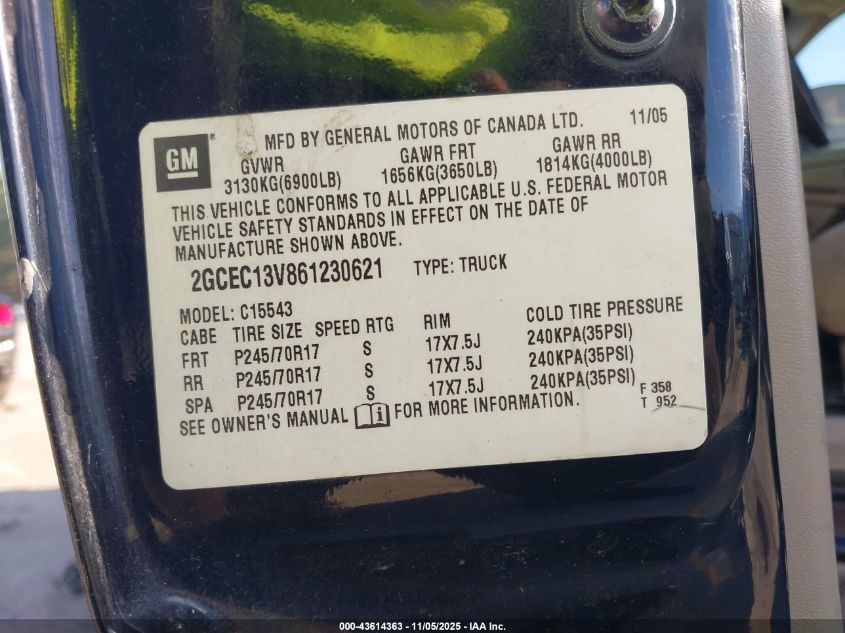 GM ® MFD BY GENERAL MOTORS OF CANADA LTD. 11/05
GVWR GAWR FRT GAWR RR
3130KG(6900LB) 1656KG(3650LB) 1814KG(4000LB)
THIS VEHICLE CONFORMS TO ALL APPLICABLE U.S. FEDERAL MOTOR
VEHICLE SAFETY STANDARDS IN EFFECT ON THE DATE OF
MANUFACTURE SHOWN ABOVE.
2GCEC13V861230621 TYPE: TRUCK
MODEL: C15543
CABE TIRE SIZE SPEED RTG RIM COLD TIRE PRESSURE
FRT P245/70R17 S 17X7.5J 240KPA(35PSI)
RR P245/70R17 S 17X7.5J 240KPA(35PSI)
SPA P245/70R17 S 17X7.5J 240KPA(35PSI)
SEE OWNER'S MANUAL i FOR MORE INFORMATION.
F 358
T 952
000-43614363 - 11/05/2025 - IAA Inc.